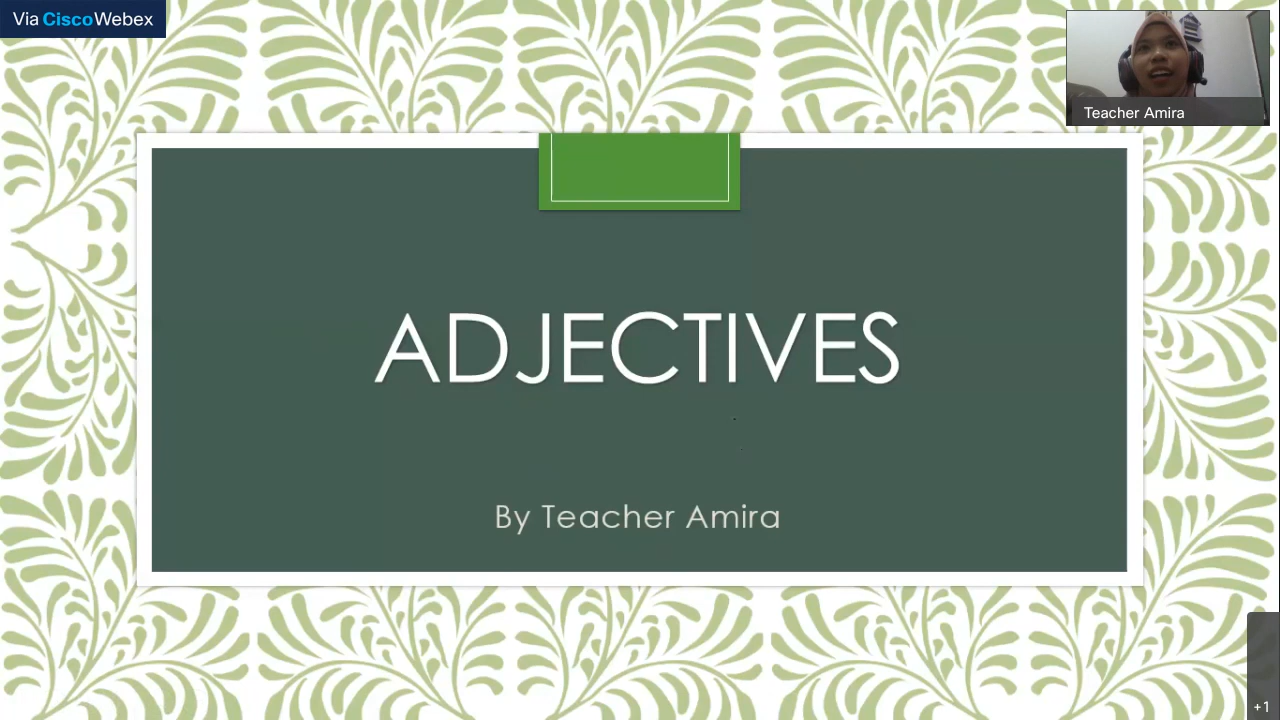 Via CiscoWebex
Teacher Amira
ADJECTIVES
By Teacher Amira
+1